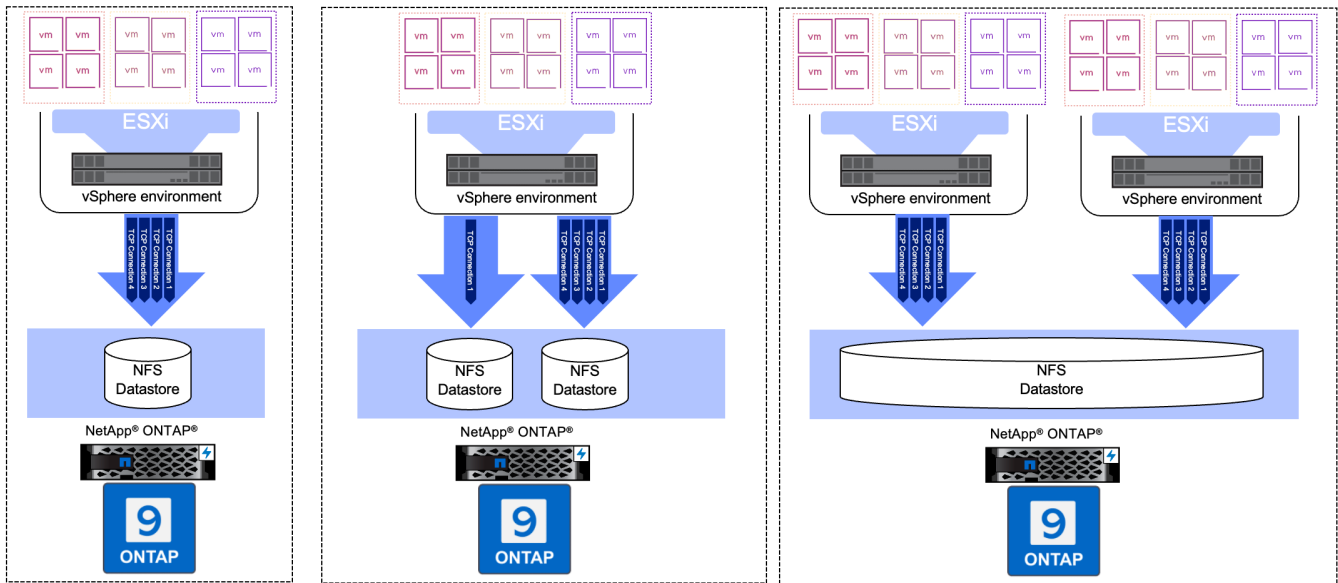 vm vm vm vm vm vm
vm vm vm vm vm vm
ESXi
vSphere environment
TCP Connection 1
TCP Connection 2
TCP Connection 3
TCP Connection 4
NFS
Datastore
NetApp® ONTAP®
9
ONTAP
vm vm vm vm vm vm
vm vm vm vm vm vm
ESXi
vSphere environment
TCP Connection 1
TCP Connection 1
TCP Connection 2
TCP Connection 3
TCP Connection 4
NFS
Datastore
NFS
Datastore
NetApp® ONTAP®
9
ONTAP
vm vm vm vm vm vm
vm vm vm vm vm vm
ESXi
vSphere environment
TCP Connection 1
TCP Connection 2
TCP Connection 3
TCP Connection 4
vm vm vm vm vm vm
vm vm vm vm vm vm
ESXi
vSphere environment
TCP Connection 1
TCP Connection 2
TCP Connection 3
TCP Connection 4
NFS
Datastore
NetApp® ONTAP®
9
ONTAP